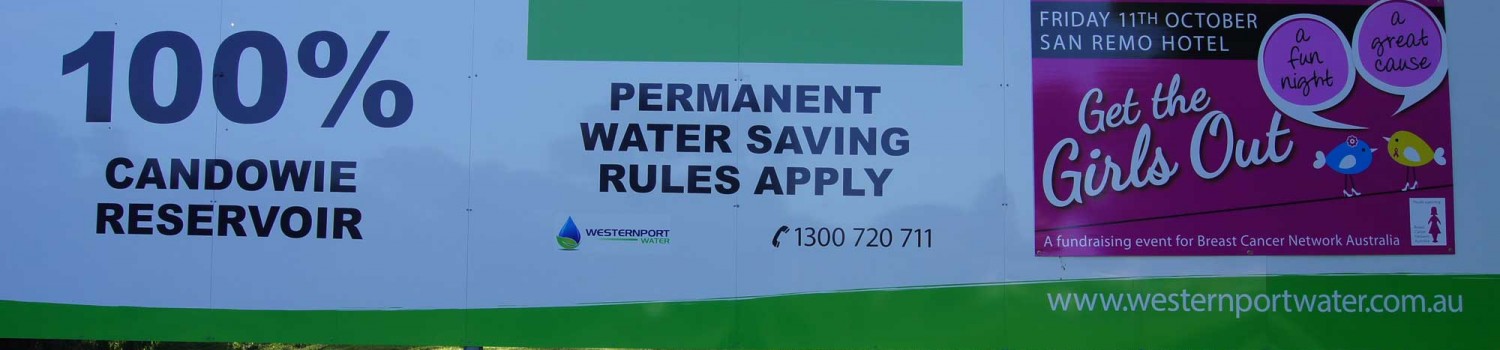 100%
CANDOWIE
RESERVOIR
PERMANENT
WATER SAVING
RULES APPLY
WESTERNPORT
WATER
1300 720 711
FRIDAY 11TH OCTOBER
SAN REMO HOTEL
a
fun
night
a
great
cause
Get the
Girls Out
A fundraising event for Breast Cancer Network Australia
www.westernportwater.com.au